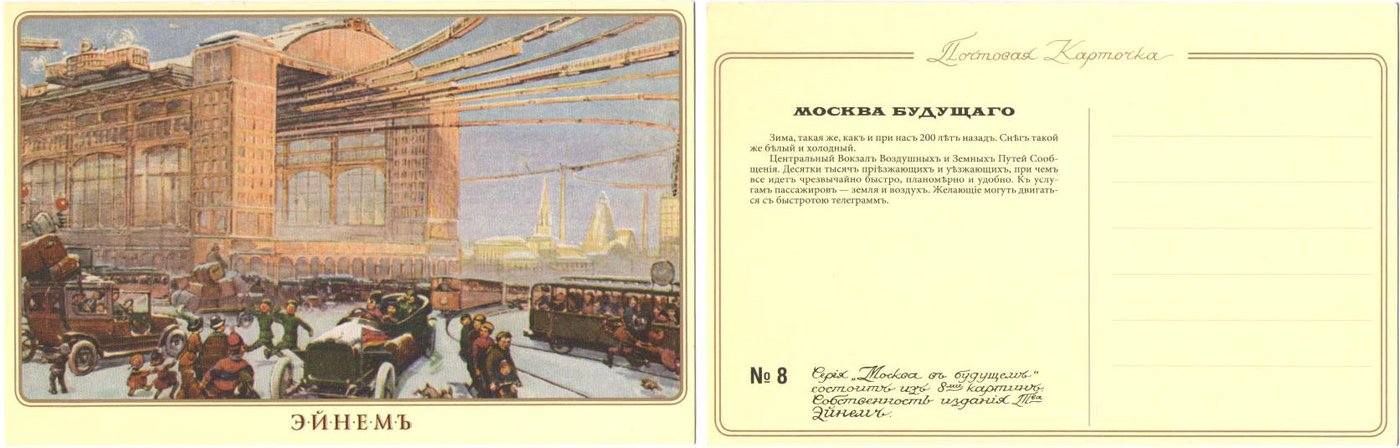 Э·Й·Н·Е·М·Ъ
Почтовая Карточка
МОСКВА БУДУЩАГО
Зима, такая же, какъ и при насъ 200 лѣтъ назадъ. Снѣгъ такой
же бѣлый и холодный.
Центральный Вокзалъ Воздушныхъ и Земныхъ Путей Сооб-
щенія. Десятки тысячъ пріѣзжающихъ и уѣзжающихъ, при чемъ
все идетъ чрезвычайно быстро, планомѣрно и удобно. Къ услу-
гамъ пассажировъ — земля и воздухъ. Желающіе могутъ двигать-
ся съ быстротою телеграммъ.
№ 8
Серія „Москва въ будущемъ"
состоитъ изъ 8ми картинъ.
Собственность изданія Т-ва
Эйнемъ.